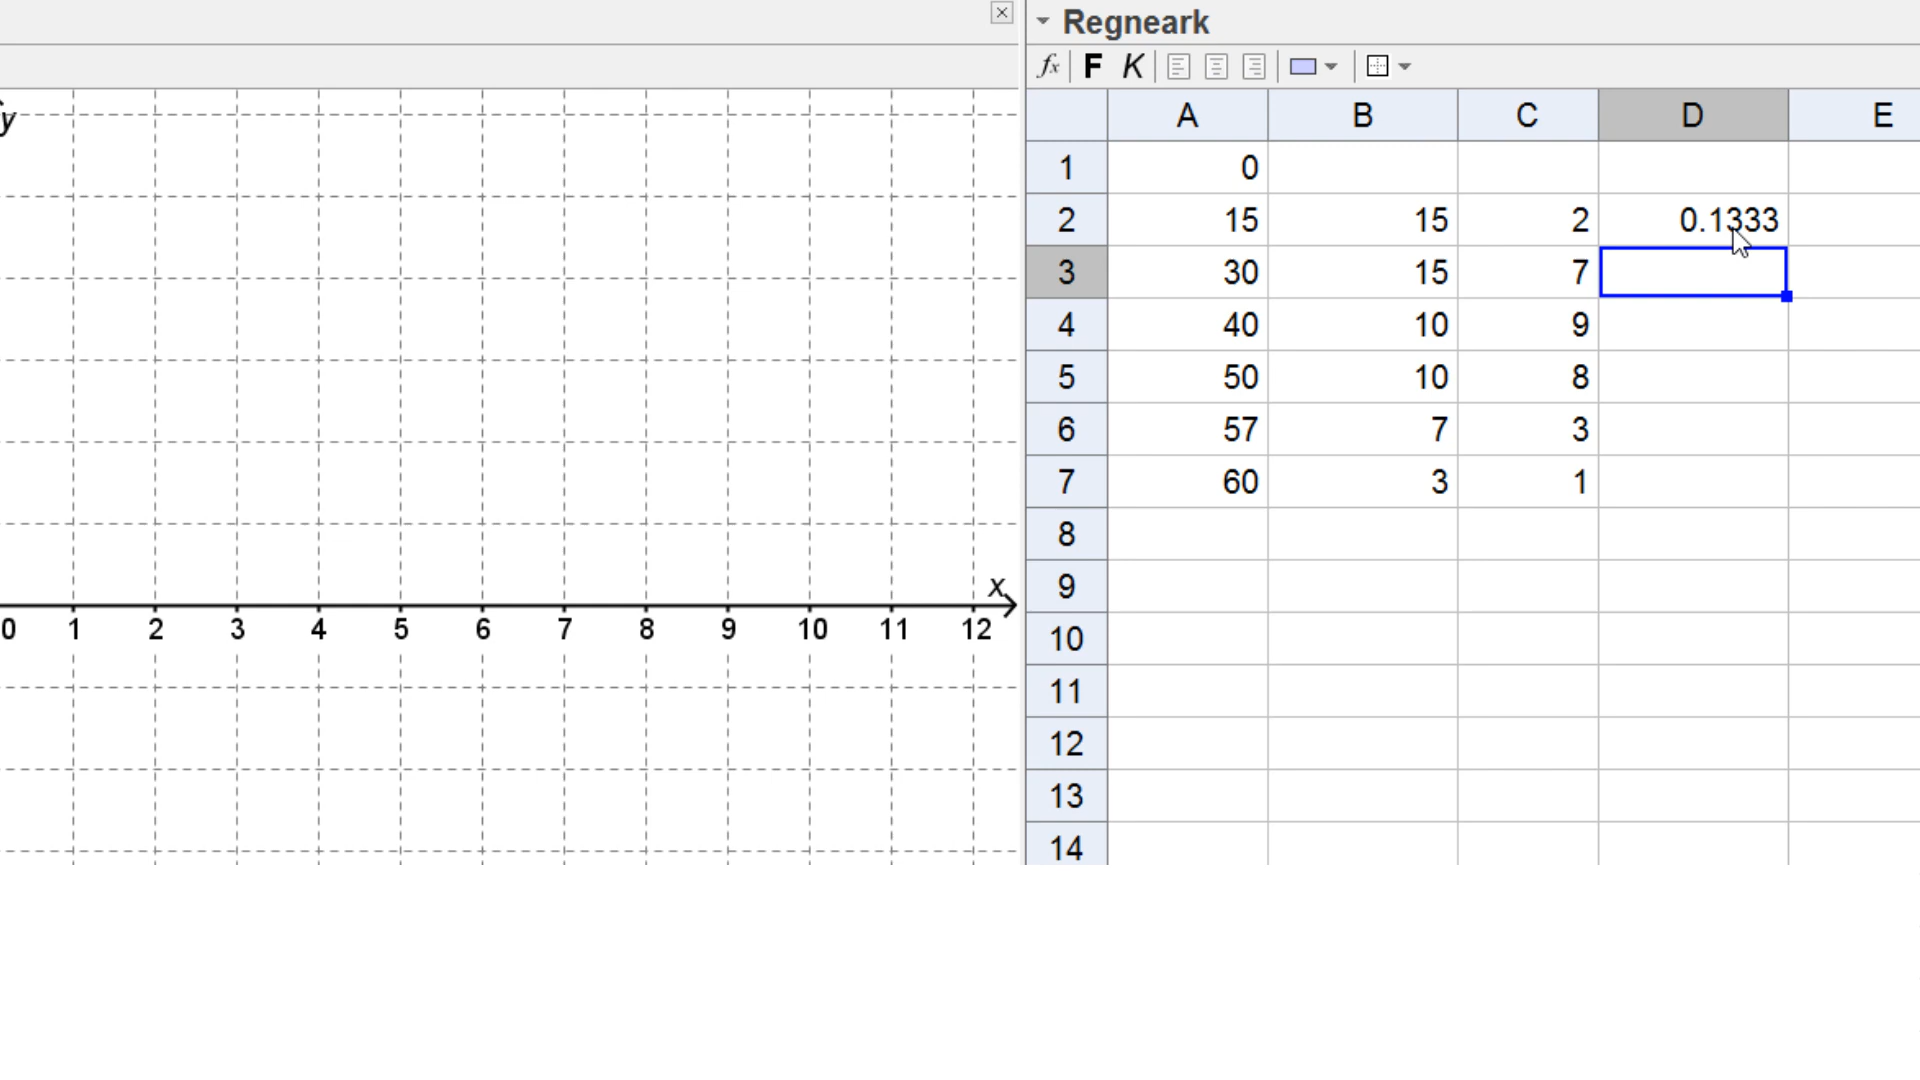 Regneark
fx F K
A B C D E
1 0
2 15 15 2 0.1333
3 30 15 7
4 40 10 9
5 50 10 8
6 57 7 3
7 60 3 1
8
9
10
11
12
13
14
y
x
0 1 2 3 4 5 6 7 8 9 10 11 12